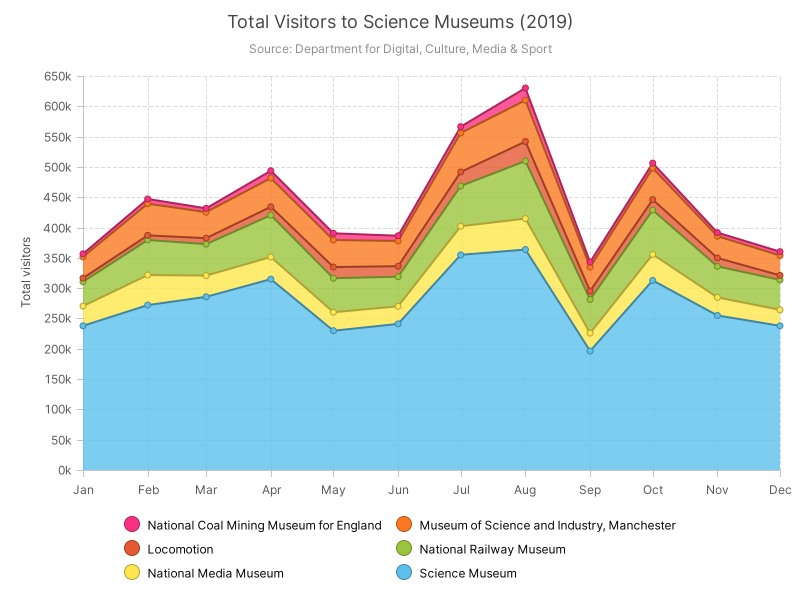 Total Visitors to Science Museums (2019)
Source: Department for Digital, Culture, Media & Sport
650k
600k
550k
500k
450k
400k
350k
300k
250k
200k
150k
100k
50k
0k
Total visitors
Jan Feb Mar Apr May Jun Jul Aug Sep Oct Nov Dec
National Coal Mining Museum for England Museum of Science and Industry, Manchester
Locomotion National Railway Museum
National Media Museum Science Museum